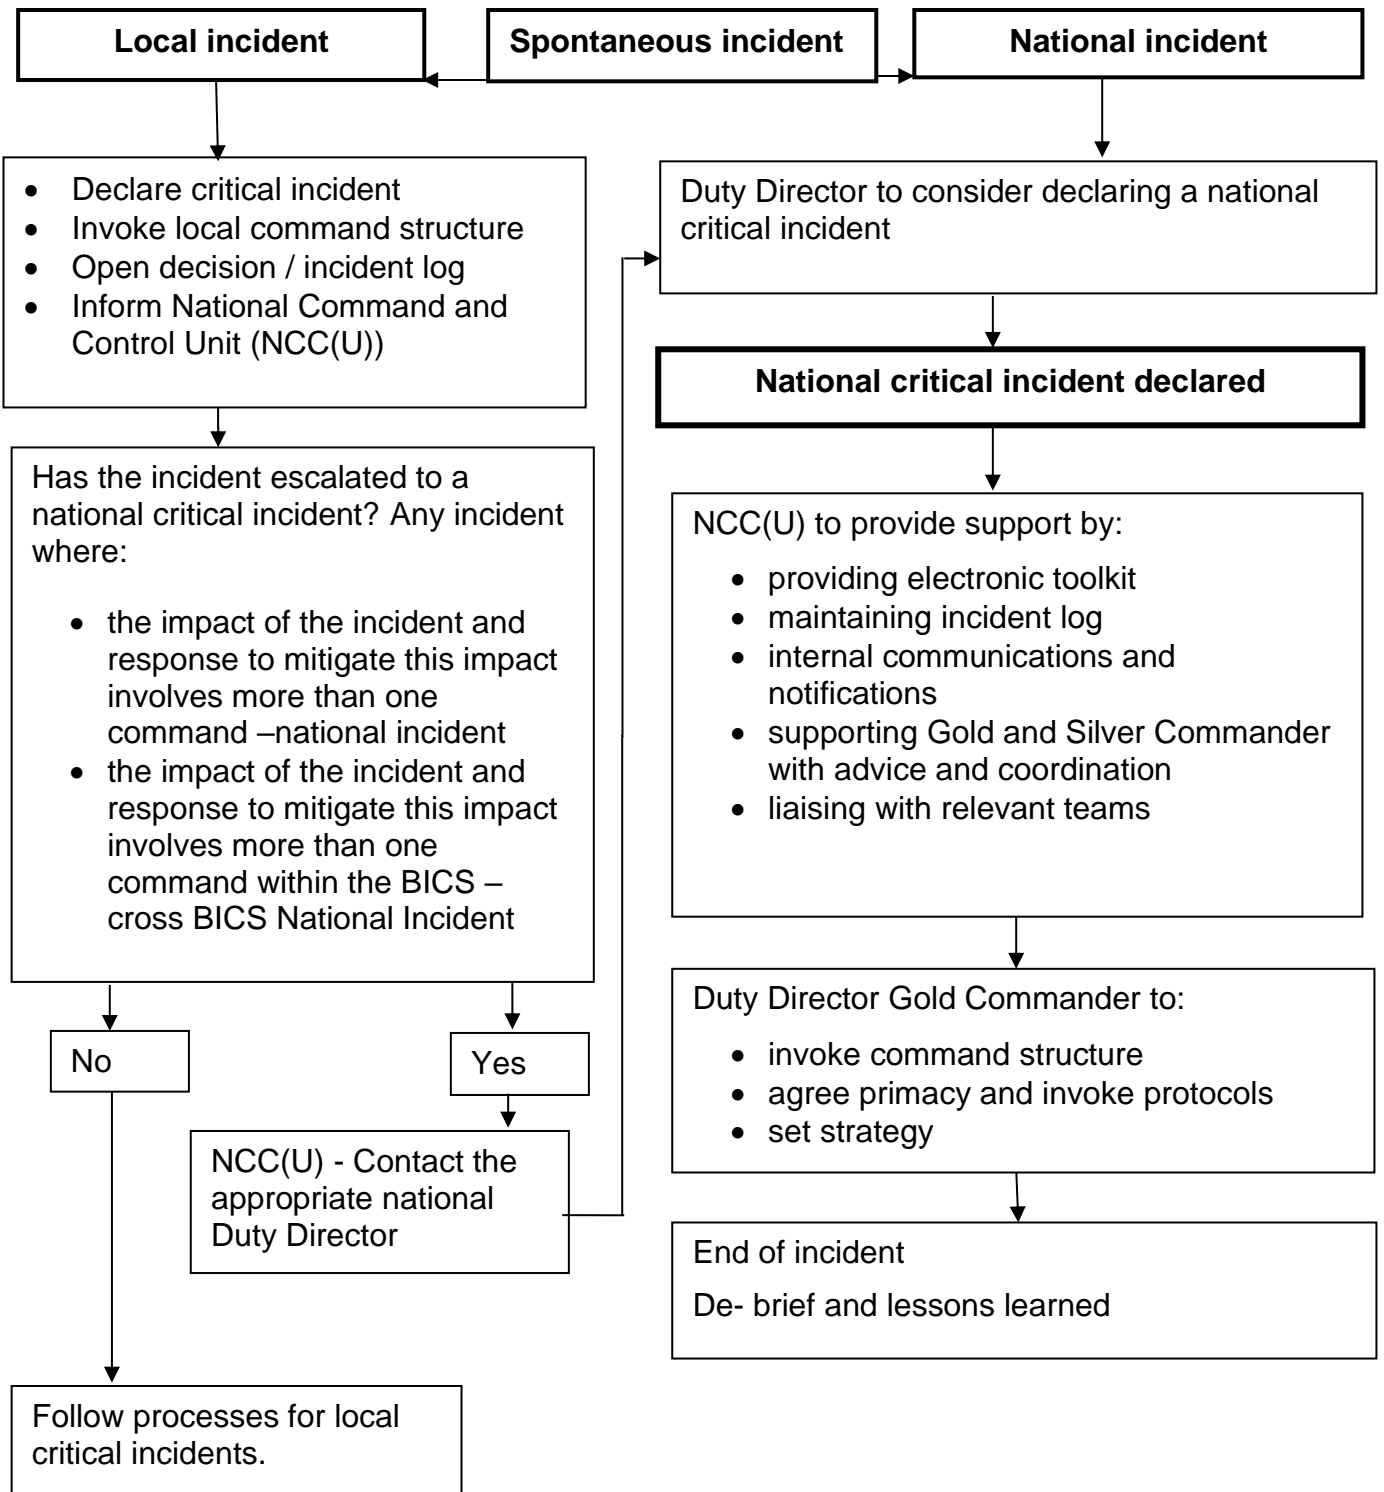 Local incident
Spontaneous incident
National incident
• Declare critical incident
• Invoke local command structure
• Open decision / incident log
• Inform National Command and
Control Unit (NCC(U))
Has the incident escalated to a
national critical incident? Any incident
where:
• the impact of the incident and
response to mitigate this impact
involves more than one
command –national incident
• the impact of the incident and
response to mitigate this impact
involves more than one
command within the BICS –
cross BICS National Incident
No
Yes
NCC(U) - Contact the
appropriate national
Duty Director
Follow processes for local
critical incidents.
Duty Director to consider declaring a national
critical incident
National critical incident declared
NCC(U) to provide support by:
• providing electronic toolkit
• maintaining incident log
• internal communications and
notifications
• supporting Gold and Silver Commander
with advice and coordination
• liaising with relevant teams
Duty Director Gold Commander to:
• invoke command structure
• agree primacy and invoke protocols
• set strategy
End of incident
De- brief and lessons learned